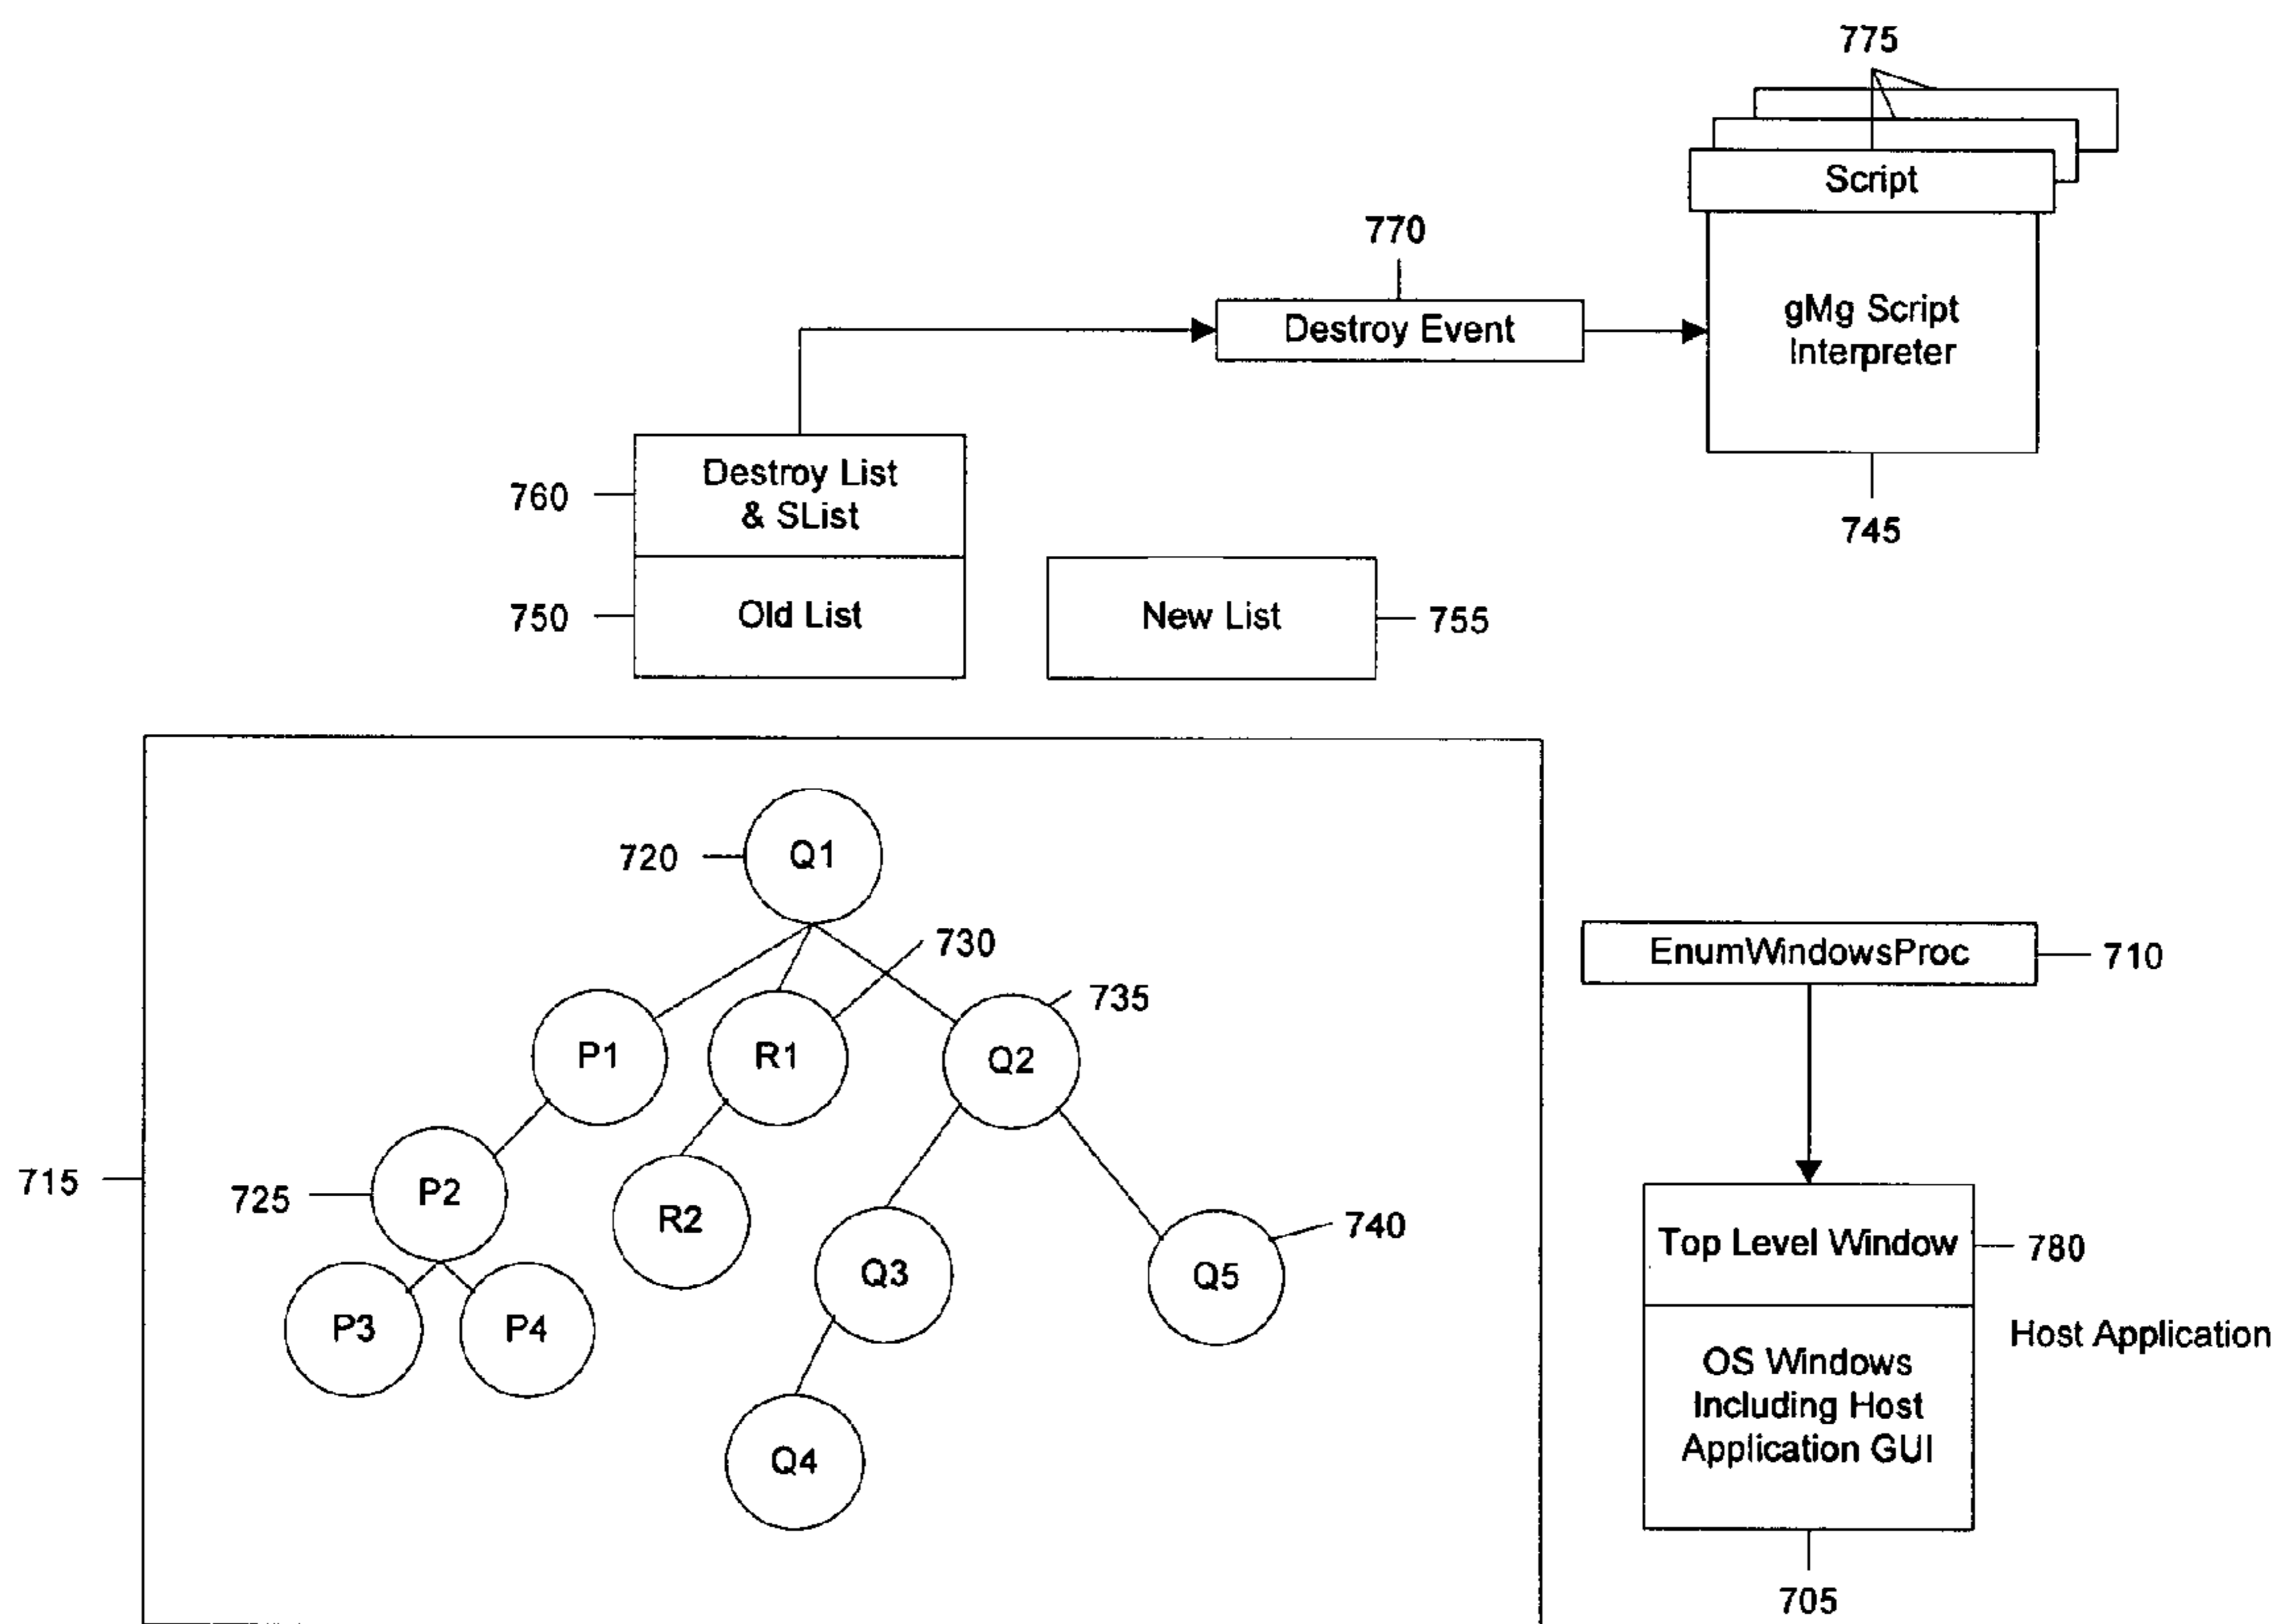 775
Script
770
Destroy Event
gMg Script
Interpreter
760
Destroy List
& SList
745
750
Old List
New List
755
720
Q1
730
EnumWindowsProc
710
735
P1
R1
Q2
715
725
P2
R2
740
Q3
Q5
Top Level Window
780
P3
P4
Host Application
OS Windows
Including Host
Application GUI
Q4
705